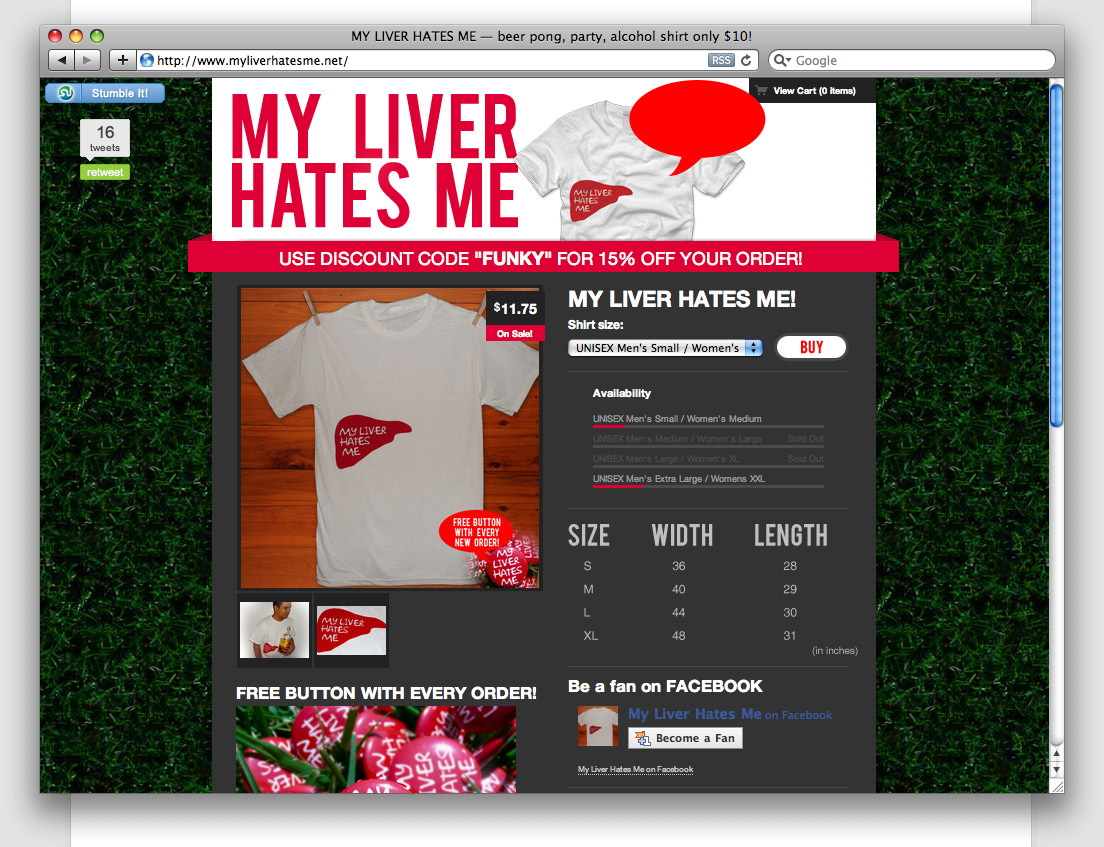 MY LIVER HATES ME — beer pong, party, alcohol shirt only $10!
http://www.myliverhatesme.net/
RSS
Google
Stumble It!
View Cart (0 items)
16
tweets
retweet
MY LIVER
HATES ME
MY LIVER
HATES
ME
USE DISCOUNT CODE "FUNKY" FOR 15% OFF YOUR ORDER!
$11.75
On Sale!
MY LIVER
HATES
ME
FREE BUTTON
WITH EVERY
NEW ORDER!
MY LIVER
HATES
ME
MY LIVER
HATES
ME
FREE BUTTON WITH EVERY ORDER!
MY LIVER
HATES
ME
MY LIVER HATES ME!
Shirt size:
UNISEX Men's Small / Women's
BUY
Availability
UNISEX Men's Small / Women's Medium
UNISEX Men's Medium / Women's Large Sold Out
UNISEX Men's Large / Women's XL Sold Out
UNISEX Men's Extra Large / Womens XXL
SIZE WIDTH LENGTH
S 36 28
M 40 29
L 44 30
XL 48 31
(in inches)
Be a fan on FACEBOOK
My Liver Hates Me on Facebook
Become a Fan
My Liver Hates Me on Facebook